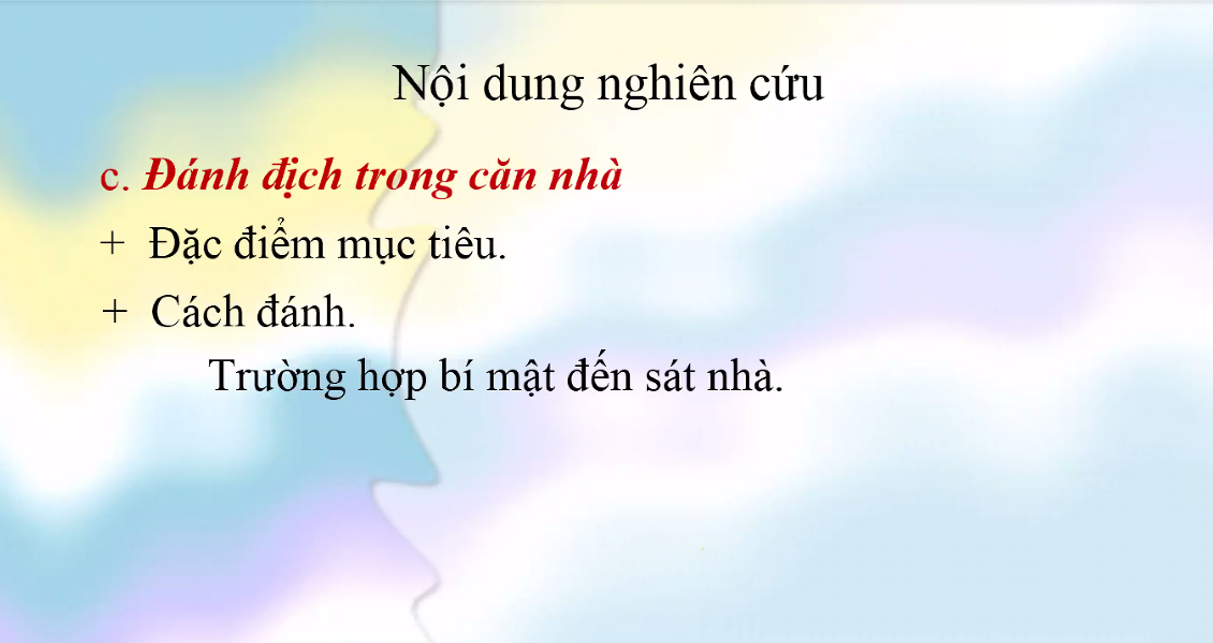 Nội dung nghiên cứu
c. Đánh địch trong căn nhà
+ Đặc điểm mục tiêu.
+ Cách đánh.
Trường hợp bí mật đến sát nhà.